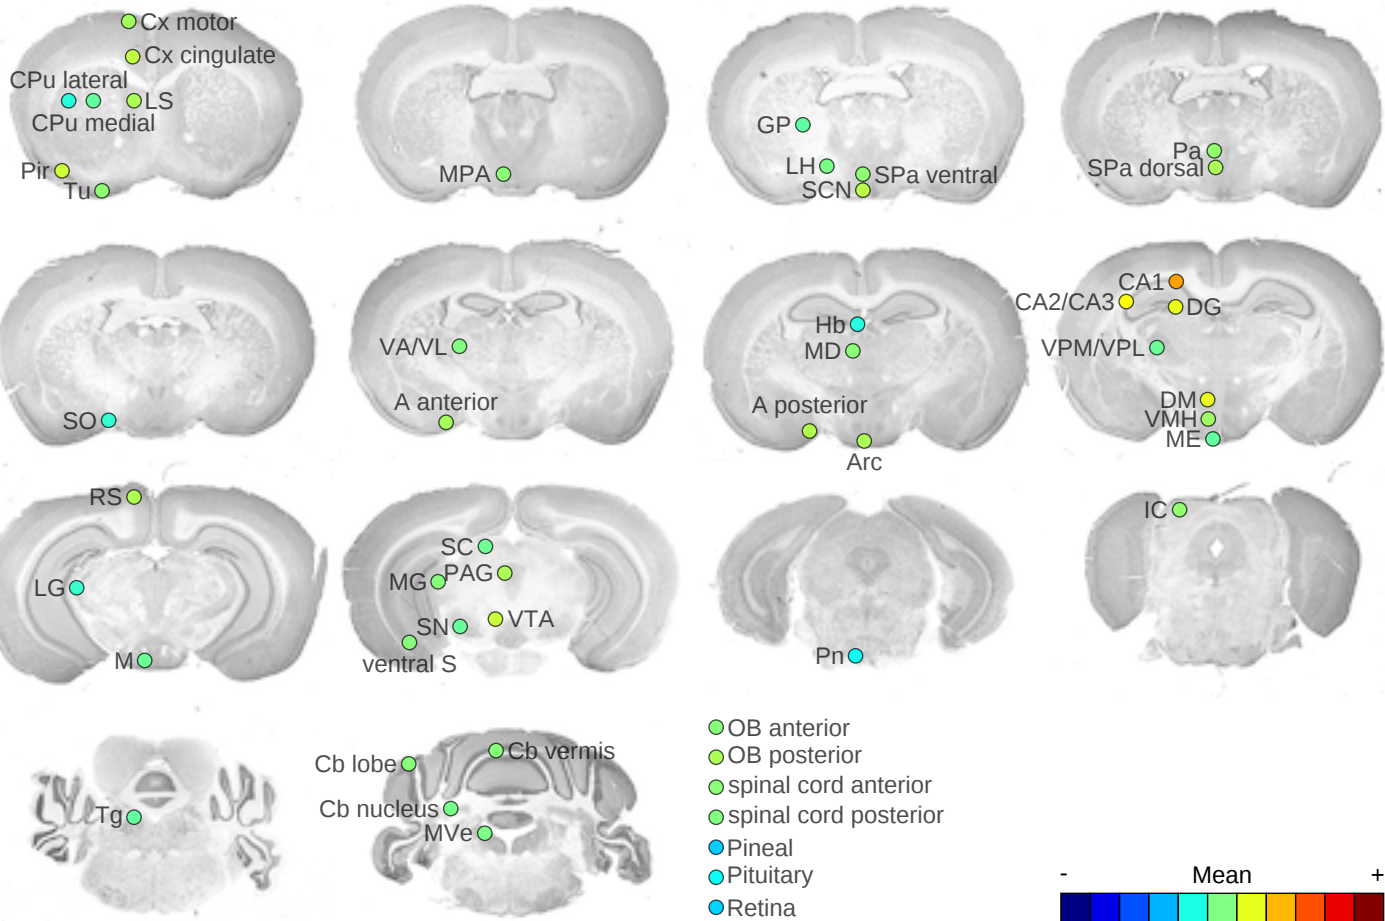 Cx motor
Cx cingulate
CPu lateral
LS
CPu medial
Pir
Tu
MPA
GP
LH
SPa ventral
SCN
Pa
SPa dorsal
SO
VA/VL
A anterior
Hb
MD
A posterior
Arc
CA1
CA2/CA3
DG
VPM/VPL
DM
VMH
ME
RS
LG
M
SC
PAG
MG
VTA
SN
ventral S
Pn
IC
Tg
Cb vermis
Cb lobe
Cb nucleus
MVe
OB anterior
OB posterior
spinal cord anterior
spinal cord posterior
Pineal
Pituitary
Retina
- Mean +